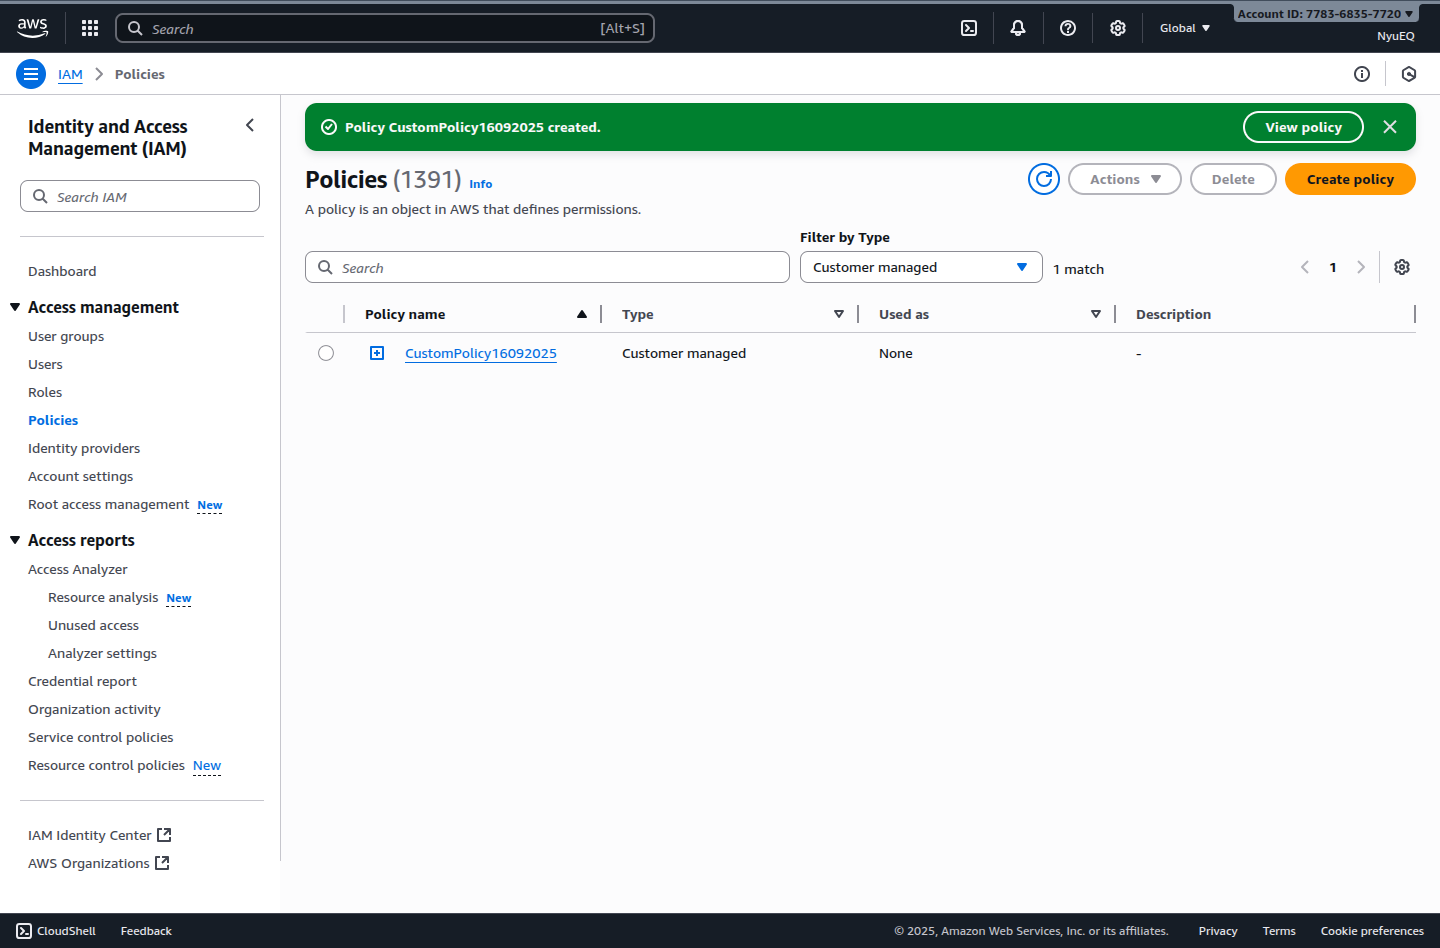 aws
Search [Alt+S]
Global
Account ID: 7783-6835-7720
NyuEQ
IAM
Policies
Identity and Access
Management (IAM)
Search IAM
Dashboard
Access management
User groups
Users
Roles
Policies
Identity providers
Account settings
Root access management New
Access reports
Access Analyzer
Resource analysis New
Unused access
Analyzer settings
Credential report
Organization activity
Service control policies
Resource control policies New
IAM Identity Center
AWS Organizations
Policy CustomPolicy16092025 created.
View policy
Policies (1391) Info
Actions
Delete
Create policy
A policy is an object in AWS that defines permissions.
Filter by Type
Search
Customer managed
1 match
1
Policy name Type Used as Description
CustomPolicy16092025 Customer managed None -
CloudShell Feedback © 2025, Amazon Web Services, Inc. or its affiliates. Privacy Terms Cookie preferences